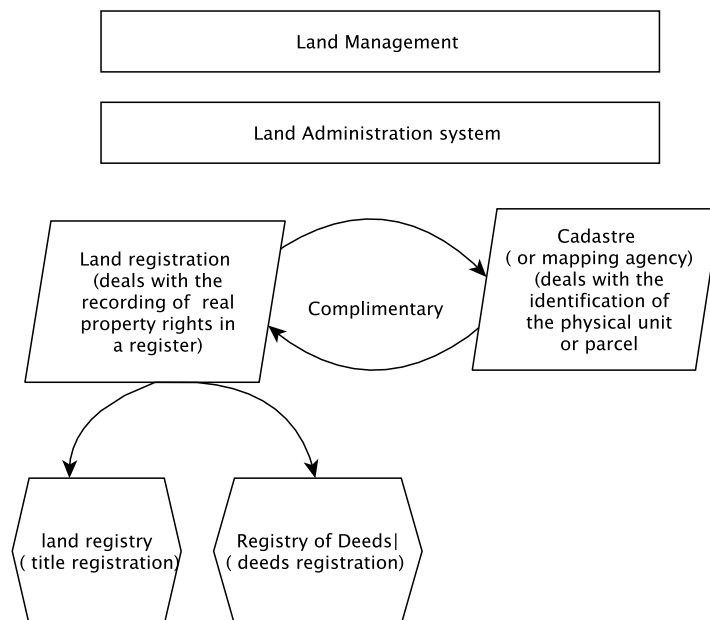 Land Management
Land Administration system
Land registration
(deals with the
recording of real
property rights in
a register)
Complimentary
Cadastre
( or mapping agency)
(deals with the
identification of
the physical unit
or parcel
land registry
( title registration)
Registry of Deeds|
( deeds registration)